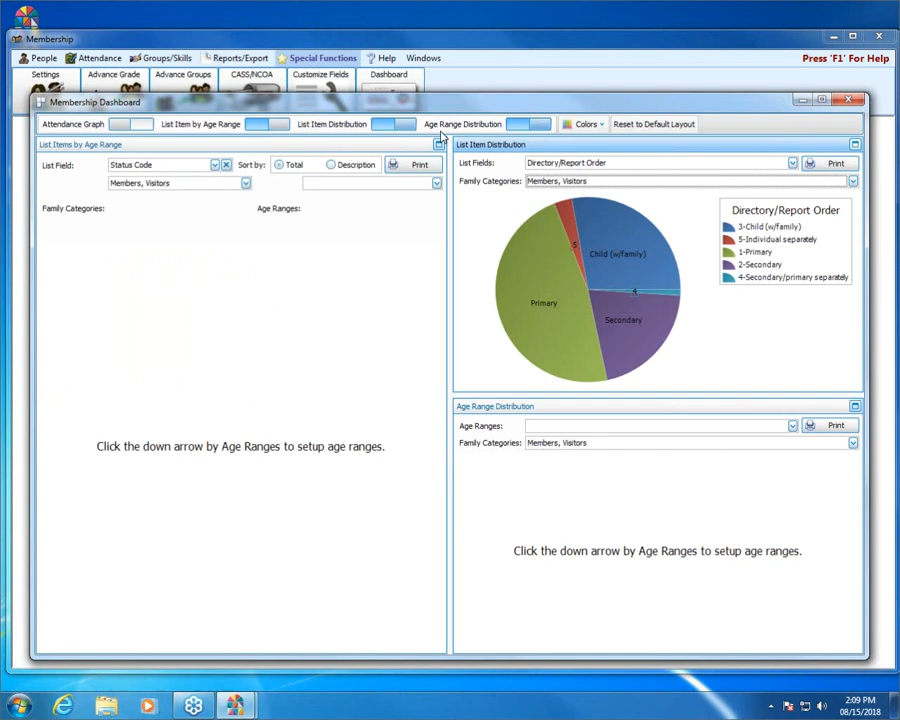 Membership
People Attendance Groups/Skills Reports/Export Special Functions Help Windows Press 'F1' For Help
Settings Advance Grade Advance Groups CASS/NCOA Customize Fields Dashboard
Membership Dashboard
Attendance Graph List Item by Age Range List Item Distribution Age Range Distribution Colors Reset to Default Layout
List Items by Age Range
List Field: Status Code Sort by: Total Description Print
Members, Visitors
Family Categories: Age Ranges:
Click the down arrow by Age Ranges to setup age ranges.
List Item Distribution
List Fields: Directory/Report Order Print
Family Categories: Members, Visitors
5
Child (w/family)
4
Primary
Secondary
Directory/Report Order
3-Child (w/family)
5-Individual separately
1-Primary
2-Secondary
4-Secondary/primary separately
Age Range Distribution
Age Ranges: Print
Family Categories: Members, Visitors
Click the down arrow by Age Ranges to setup age ranges.
2:09 PM
08/15/2018